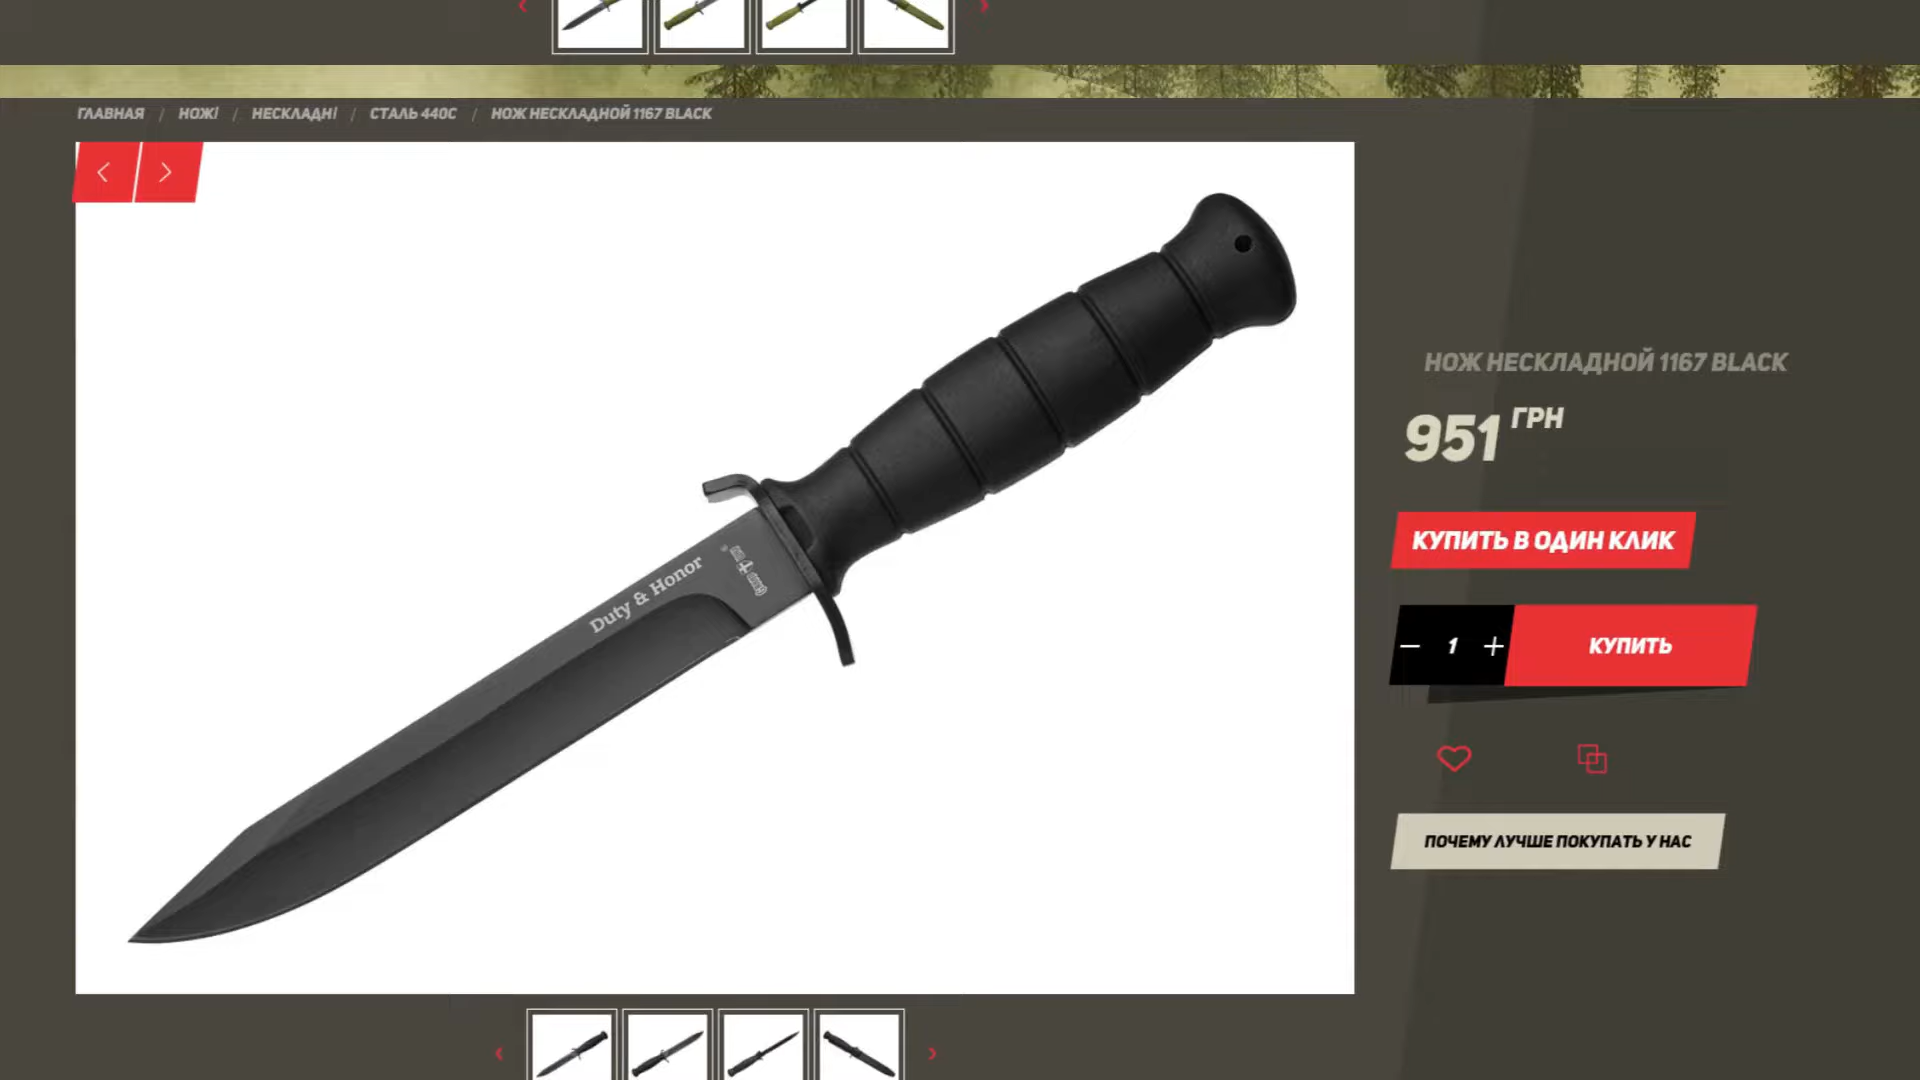 ГЛАВНАЯ / НОЖІ / НЕСКЛАДНІ / СТАЛЬ 440С / НОЖ НЕСКЛАДНОЙ 1167 BLACK
Duty & Honor
НОЖ НЕСКЛАДНОЙ 1167 BLACK
951 ГРН
КУПИТЬ В ОДИН КЛИК
− 1 + КУПИТЬ
ПОЧЕМУ ЛУЧШЕ ПОКУПАТЬ У НАС